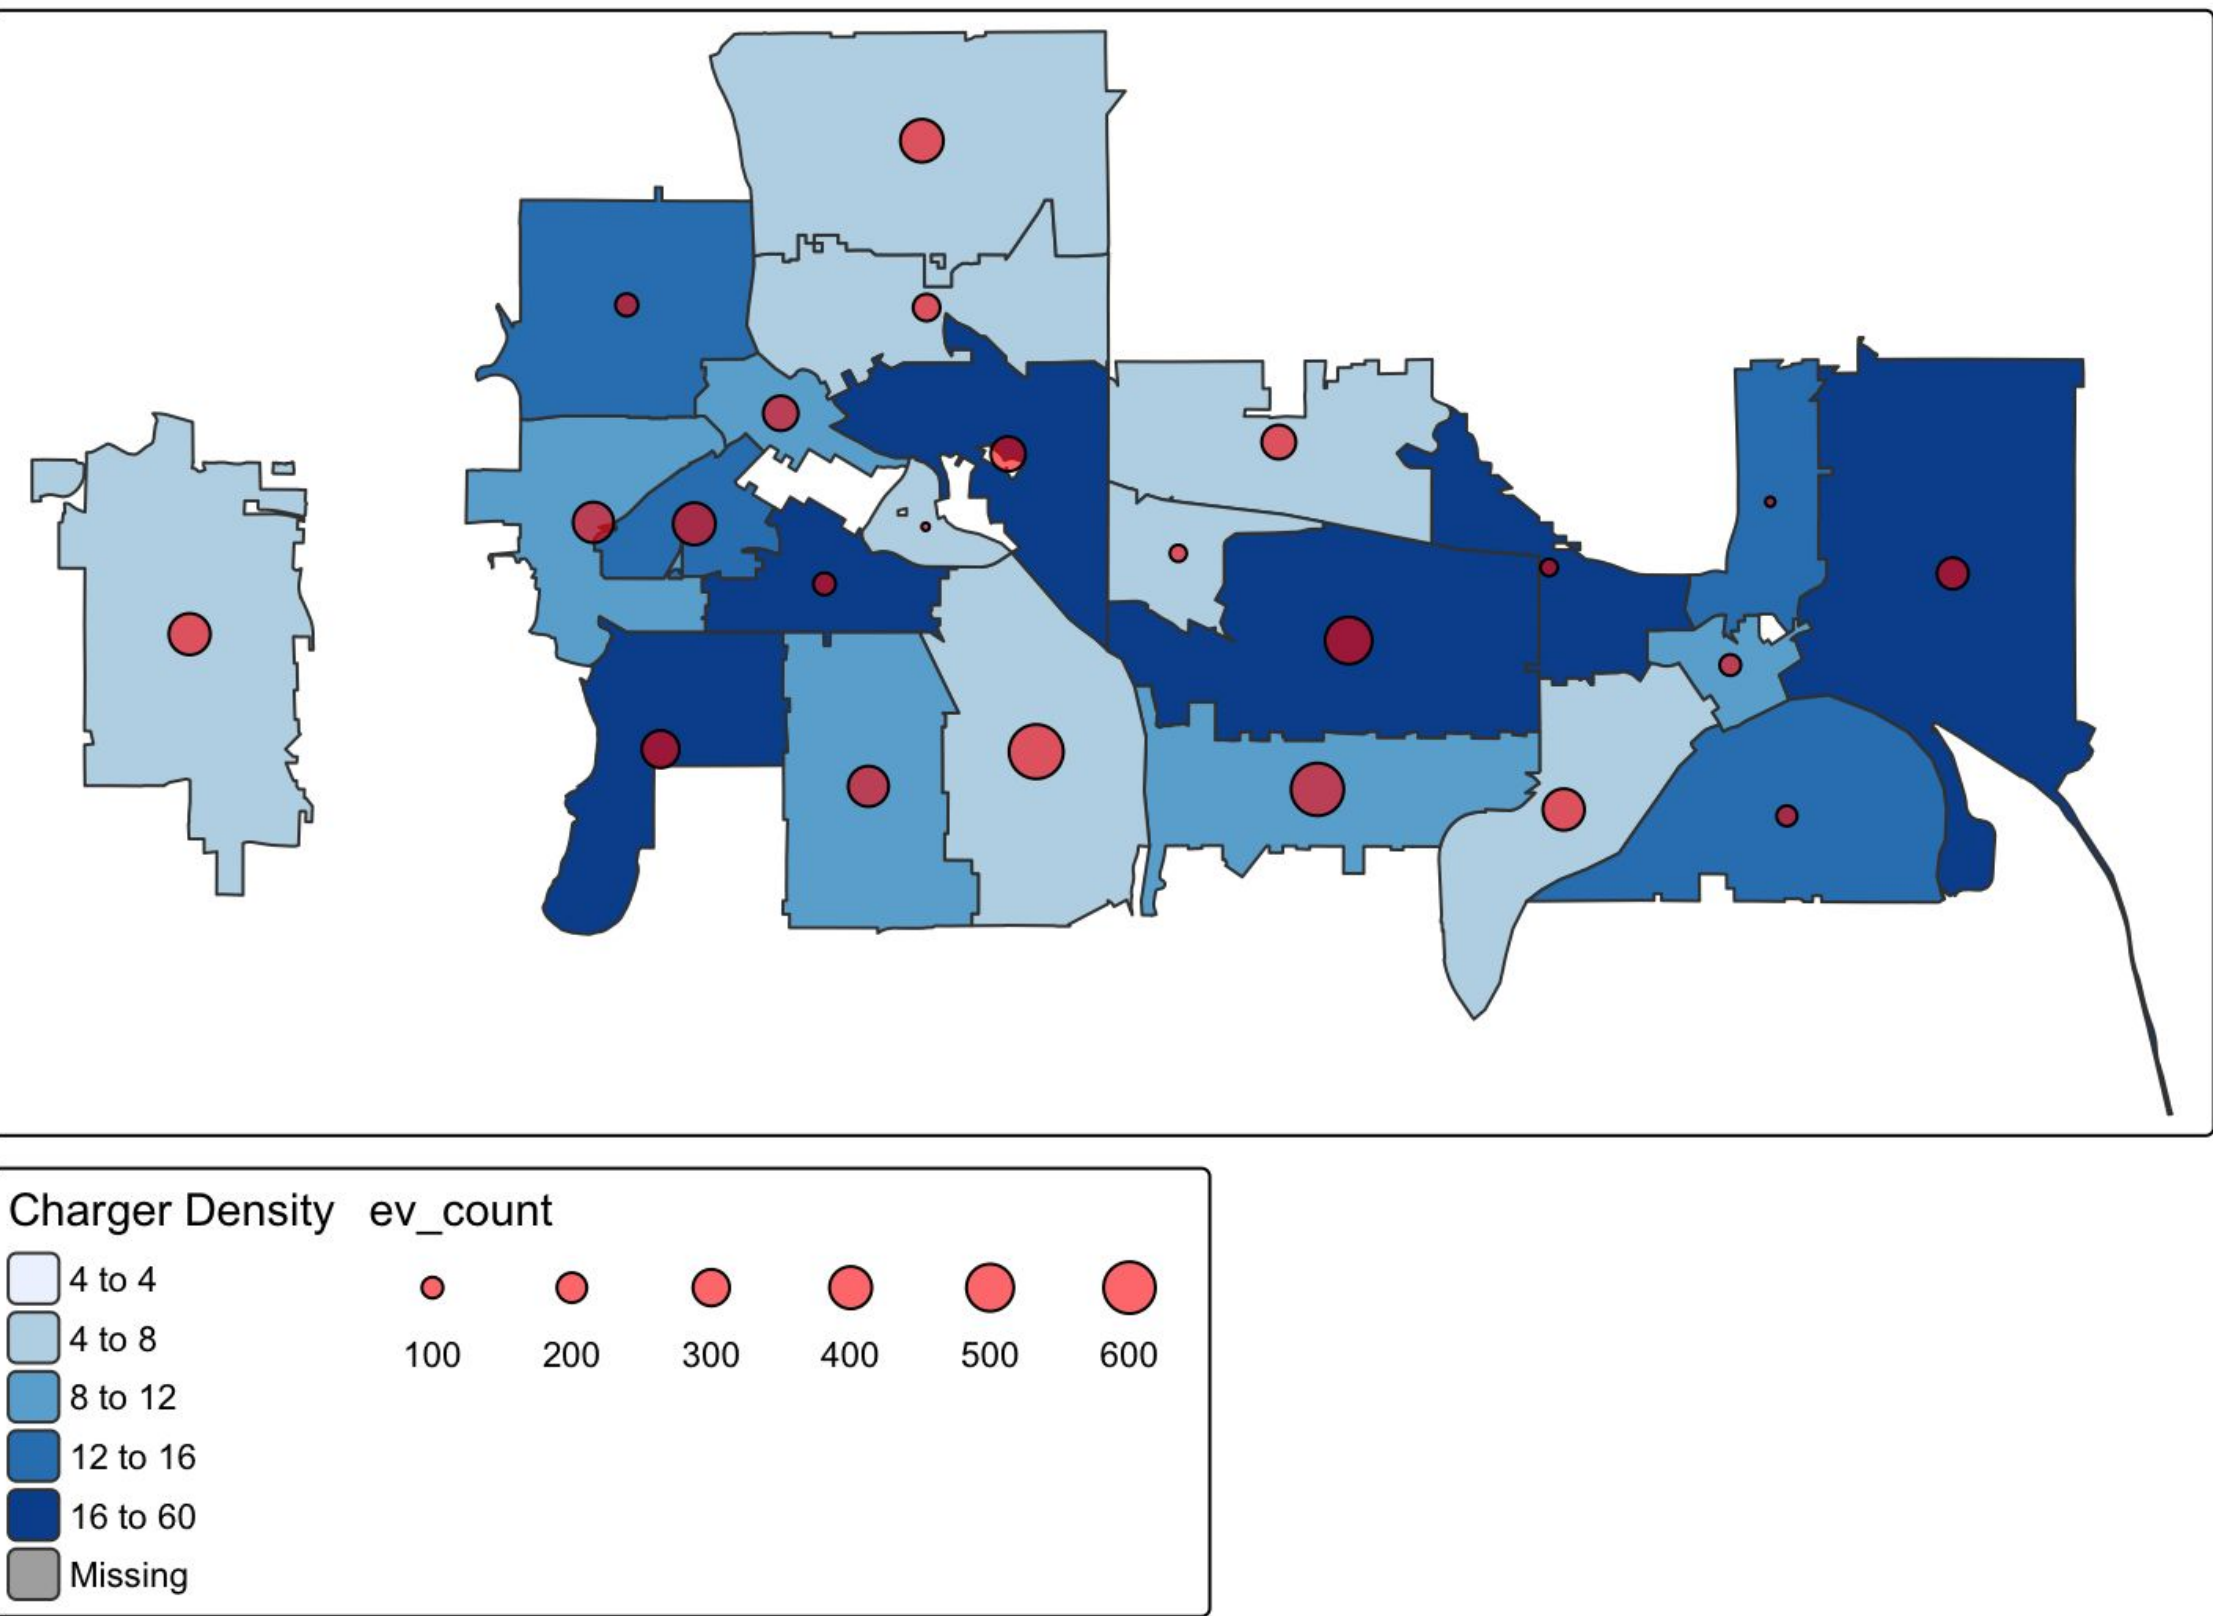 Charger Density ev_count
4 to 4
4 to 8
8 to 12
12 to 16
16 to 60
Missing
100 200 300 400 500 600